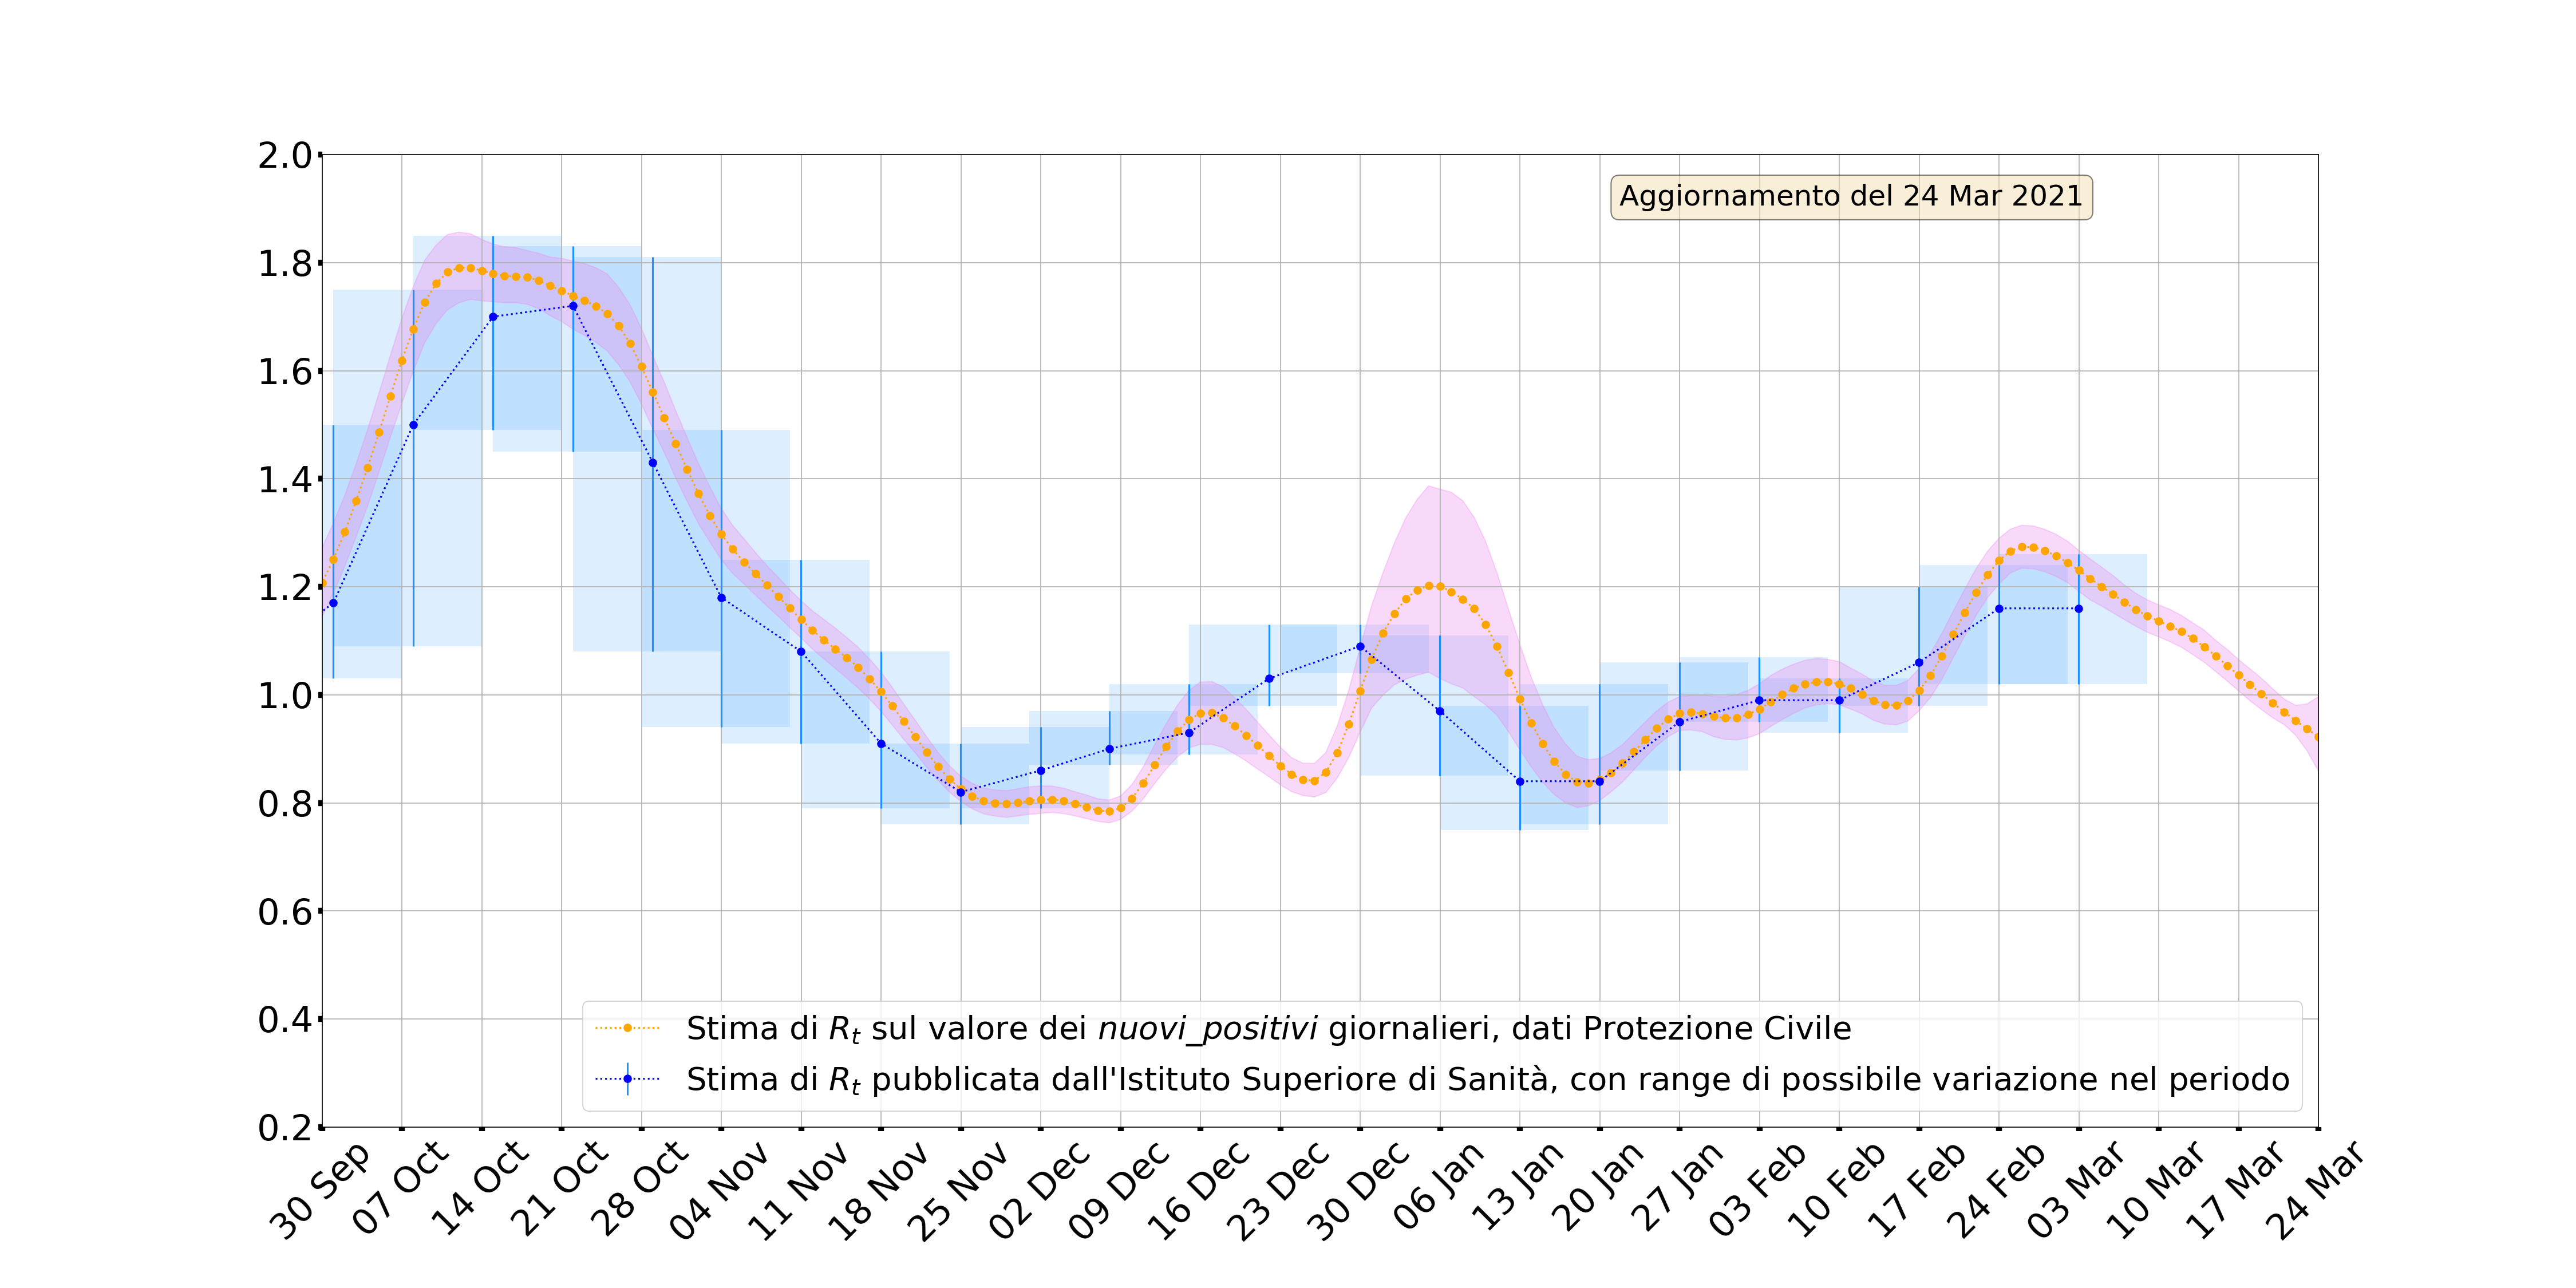 Aggiornamento del 24 Mar 2021
2.0
1.8
1.6
1.4
1.2
1.0
0.8
0.6
0.4
0.2
Stima di Rt sul valore dei nuovi_positivi giornalieri, dati Protezione Civile
Stima di Rt pubblicata dall'Istituto Superiore di Sanità, con range di possibile variazione nel periodo
30 Sep
07 Oct
14 Oct
21 Oct
28 Oct
04 Nov
11 Nov
18 Nov
25 Nov
02 Dec
09 Dec
16 Dec
23 Dec
30 Dec
06 Jan
13 Jan
20 Jan
27 Jan
03 Feb
10 Feb
17 Feb
24 Feb
03 Mar
10 Mar
17 Mar
24 Mar